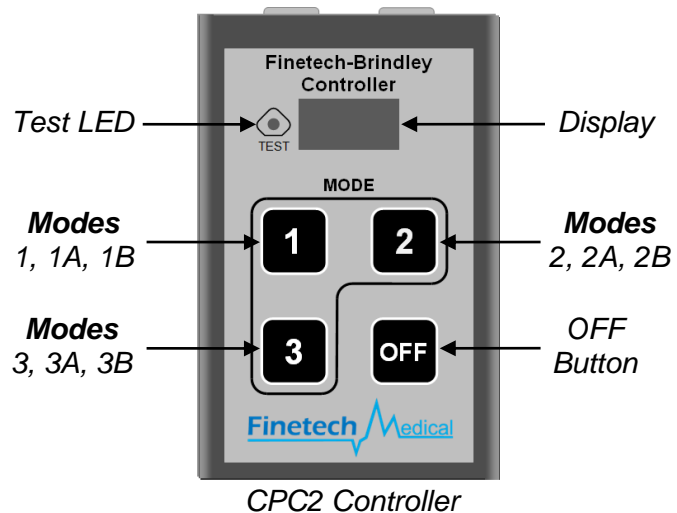 Finetech-Brindley
Controller
Test LED
TEST
Display
MODE
Modes
1, 1A, 1B
1
2
Modes
2, 2A, 2B
Modes
3, 3A, 3B
3
OFF
OFF
Button
Finetech Medical
CPC2 Controller